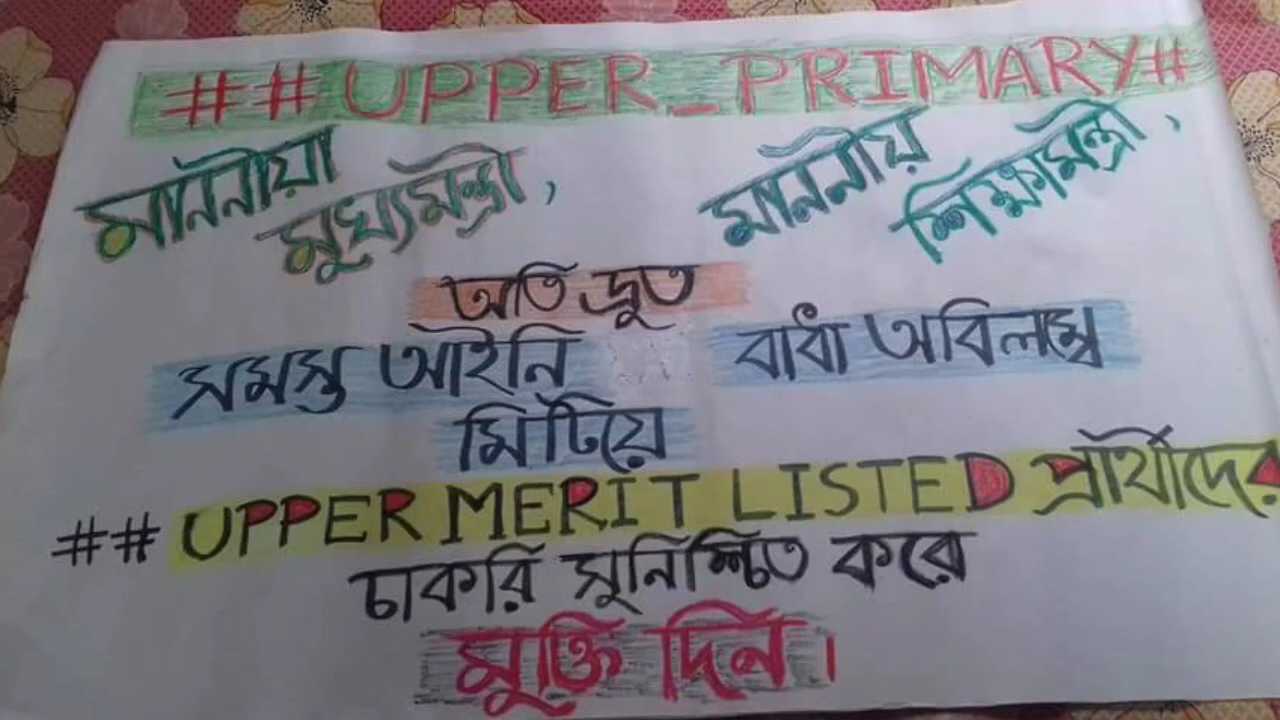 ##UPPER_PRIMARY#
মাননীয়া মাননীয়
মুখ্যমন্ত্রী, শিক্ষামন্ত্রী,
অতি দ্রুত
সমস্ত আইনি বাধা অবিলম্বে
মিটিয়ে
## UPPER MERIT LISTED প্রার্থীদের
চাকরি সুনিশ্চিত করে
মুক্তি দিন।